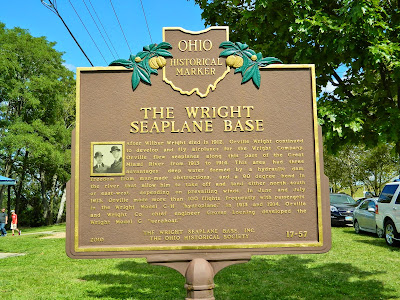 OHIO
HISTORICAL
MARKER
THE WRIGHT
SEAPLANE BASE
After Wilbur Wright died in 1912, Orville Wright continued
to develop and fly airplanes for the Wright Company.
Orville flew seaplanes along this part of the Great
Miami River from 1913 to 1914. This area had three
advantages: deep water formed by a hydraulic dam,
from man-made obstructions, and a 90 degree bend in
the river that allow him to take off and land either north south
or east-west depending on prevailing winds. In June and July
1913, Orville made more than 100 flights, frequently with passengers
in the Wright Model C-H "Aeroplane." In 1913 and 1914, Orville
and Wright Co. chief engineer Grover Loening developed the
Wright Model G "Aeroboat."
THE WRIGHT SEAPLANE BASE, INC.
THE OHIO HISTORICAL SOCIETY
2000
17-57